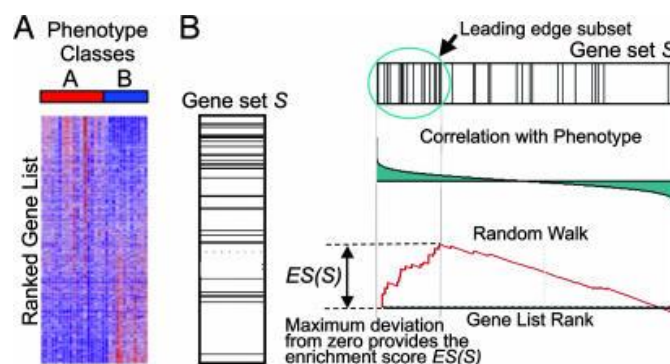 A
Phenotype
Classes
A B
Ranked Gene List
B
Gene set S
Leading edge subset
Gene set S
Correlation with Phenotype
Random Walk
ES(S)
Gene List Rank
Maximum deviation
from zero provides the
enrichment score ES(S)